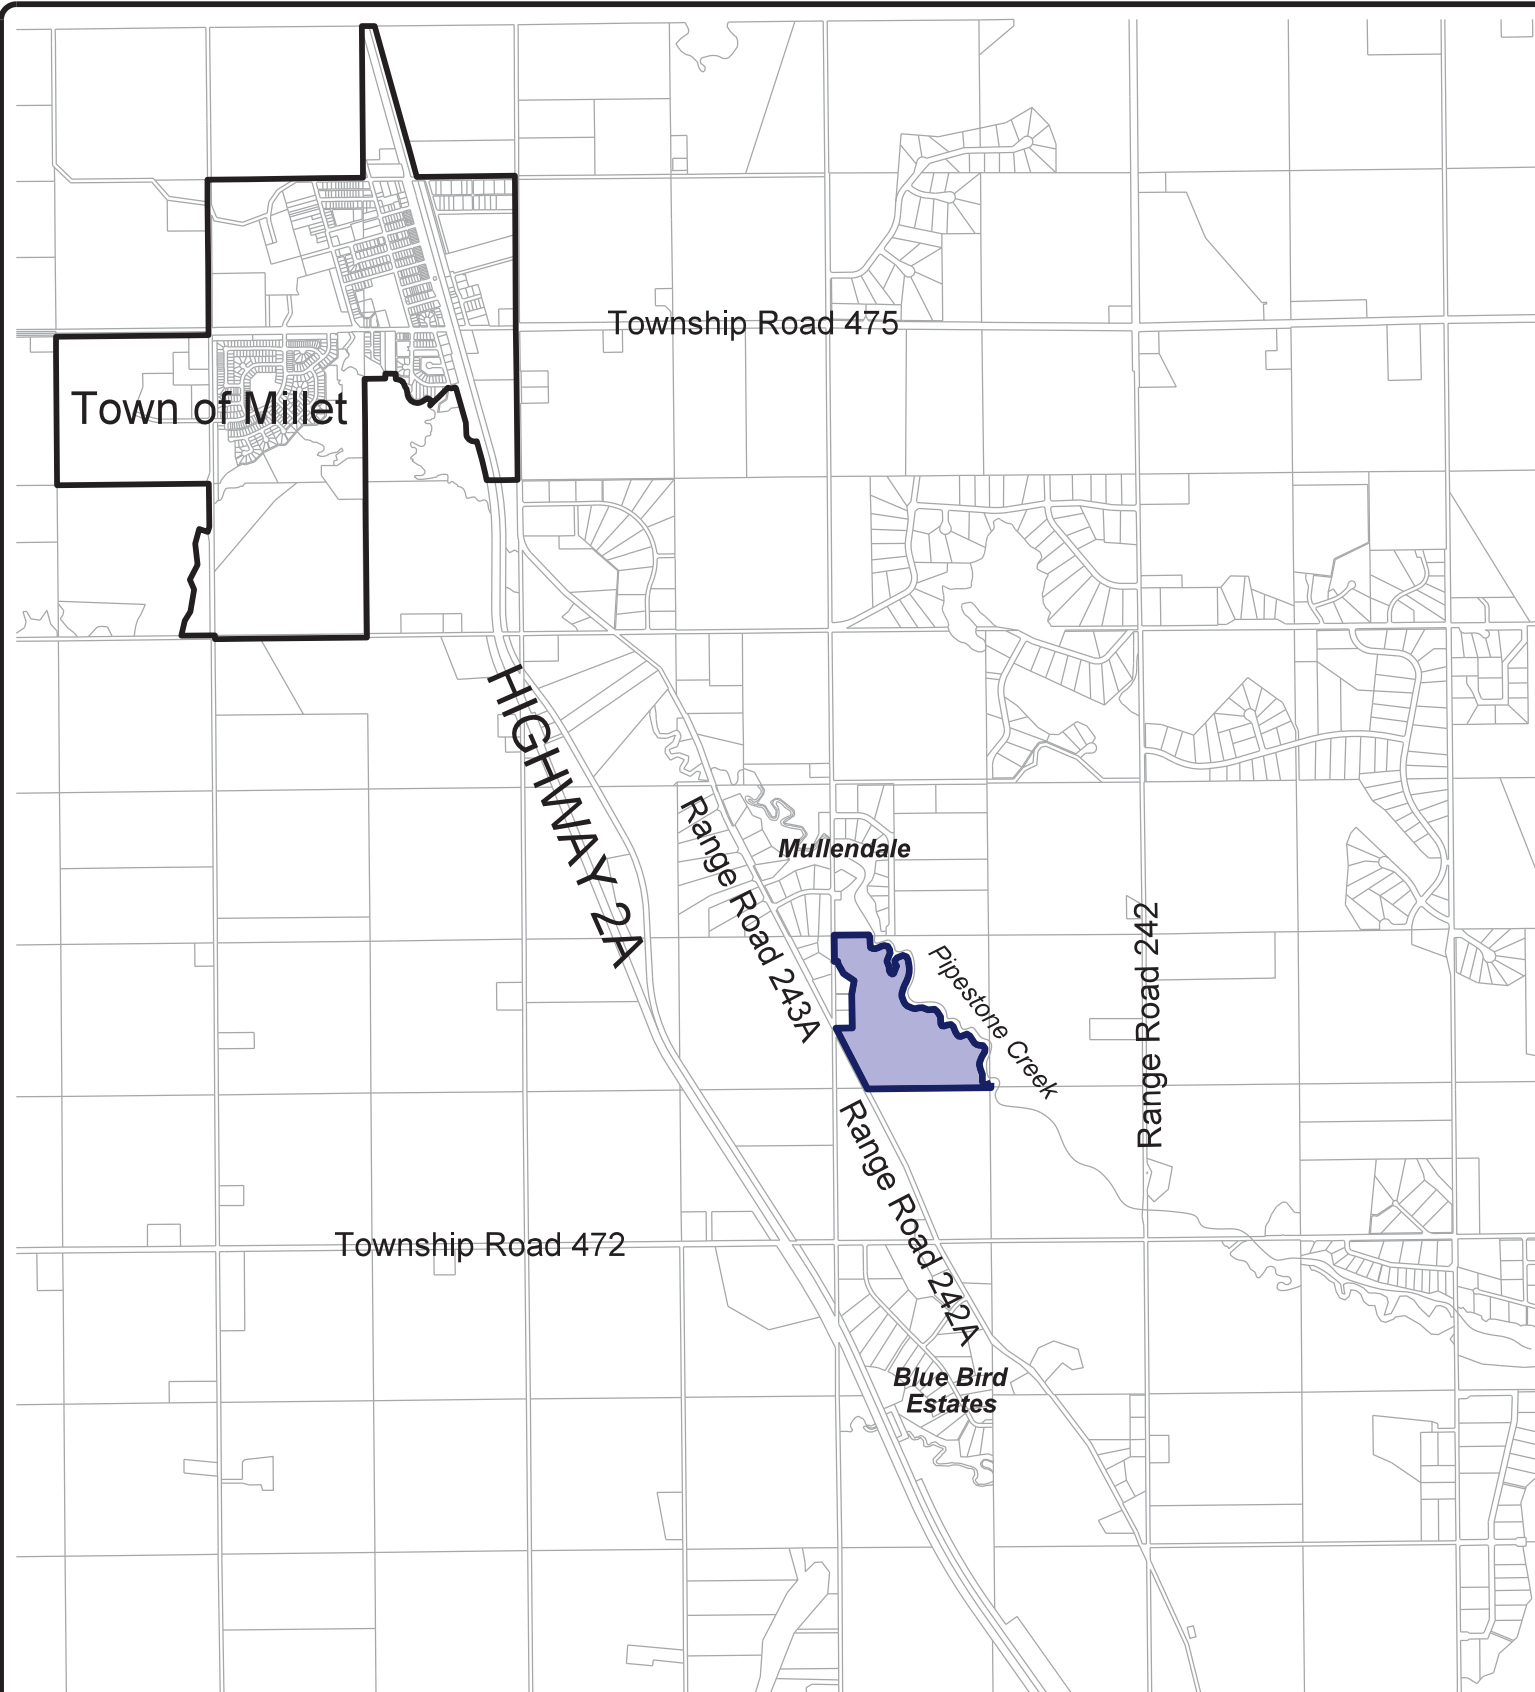 Township Road 475
Town of Millet
HIGHWAY 2A
Range Road 243A
Mullendale
Pipestone Creek
Range Road 242
Range Road 242A
Township Road 472
Blue Bird
Estates